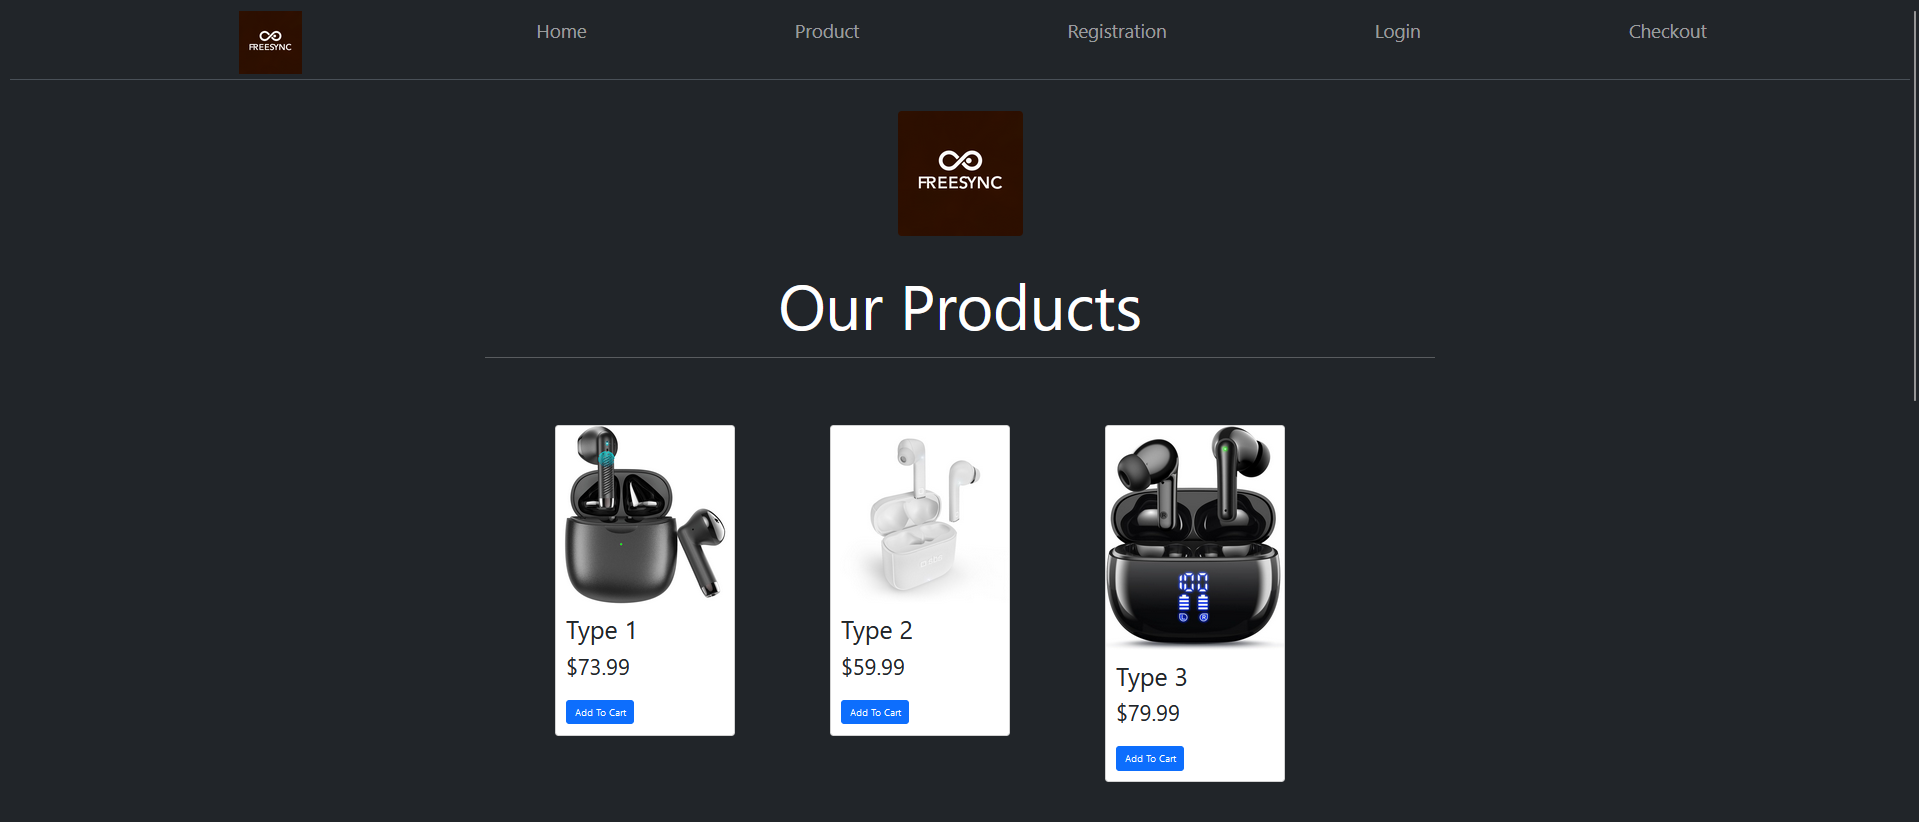 FREESYNC
Home Product Registration Login Checkout
FREESYNC
Our Products
100
L R
Type 1
$73.99
Add To Cart
Type 2
$59.99
Add To Cart
Type 3
$79.99
Add To Cart